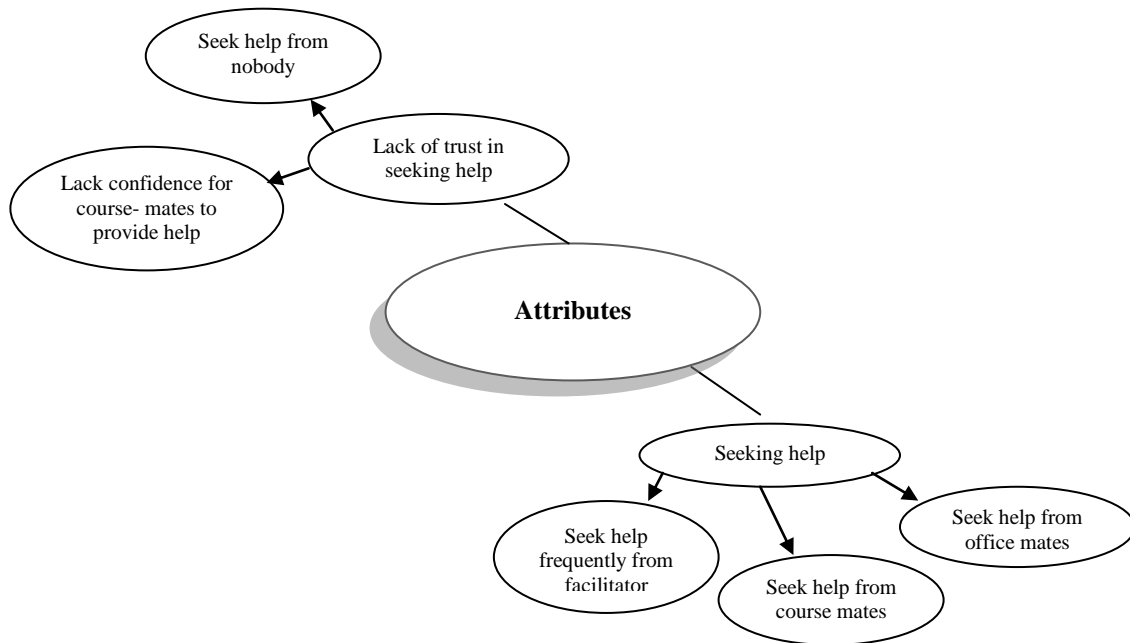 Seek help from
nobody
Lack of trust in
seeking help
Lack confidence for
course- mates to
provide help
Attributes
Seeking help
Seek help
frequently from
facilitator
Seek help from
course mates
Seek help from
office mates